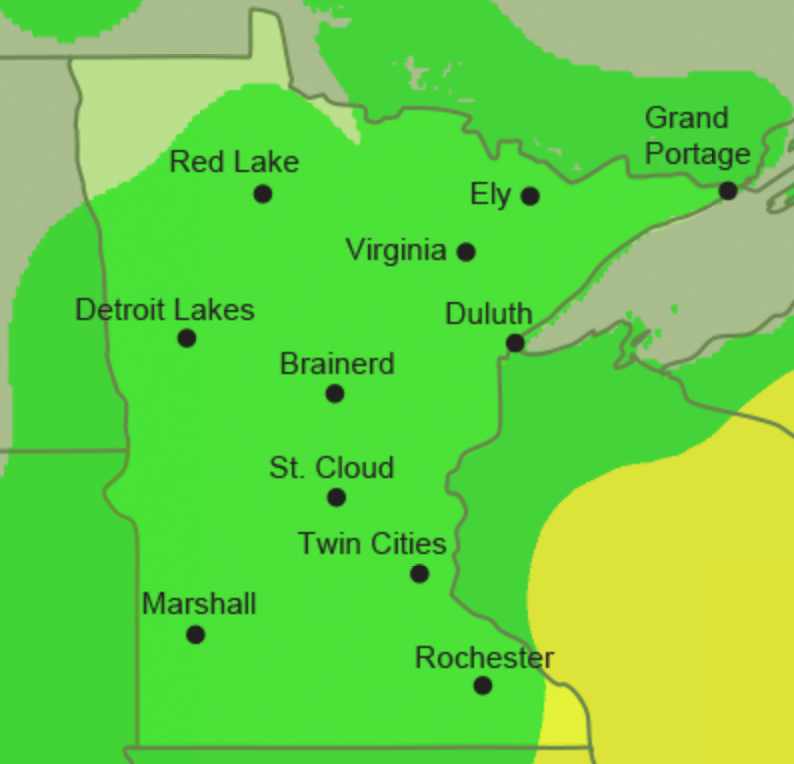 Grand
Portage
Red Lake
Ely
Virginia
Detroit Lakes
Duluth
Brainerd
St. Cloud
Twin Cities
Marshall
Rochester